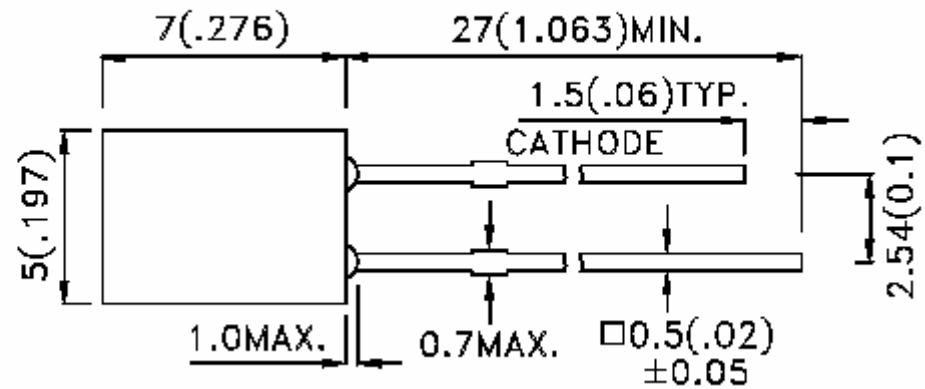 7(.276)
27(1.063)MIN.
1.5(.06)TYP.
CATHODE
5(.197)
2.54(0.1)
1.0MAX.
0.7MAX.
□0.5(.02)
±0.05